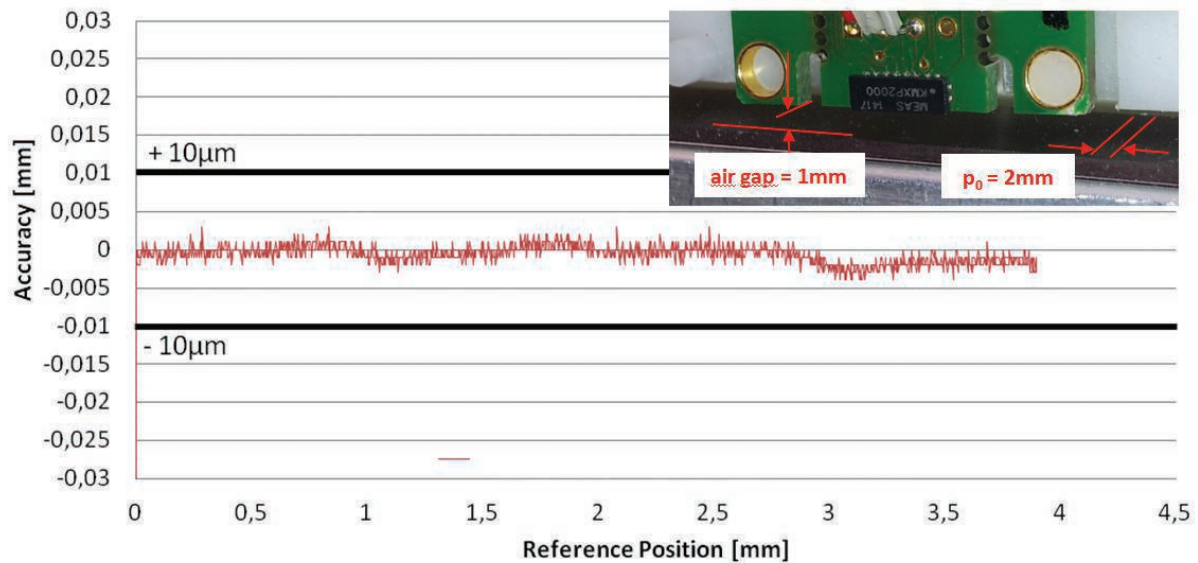 0,03
0,025
0,02
0,015
0,01
0,005
0
-0,005
-0,01
-0,015
-0,02
-0,025
-0,03
Accuracy [mm]
+ 10µm
- 10µm
MEAS 1417
KMXP2000
air gap = 1mm
p₀ = 2mm
0 0,5 1 1,5 2 2,5 3 3,5 4 4,5
Reference Position [mm]